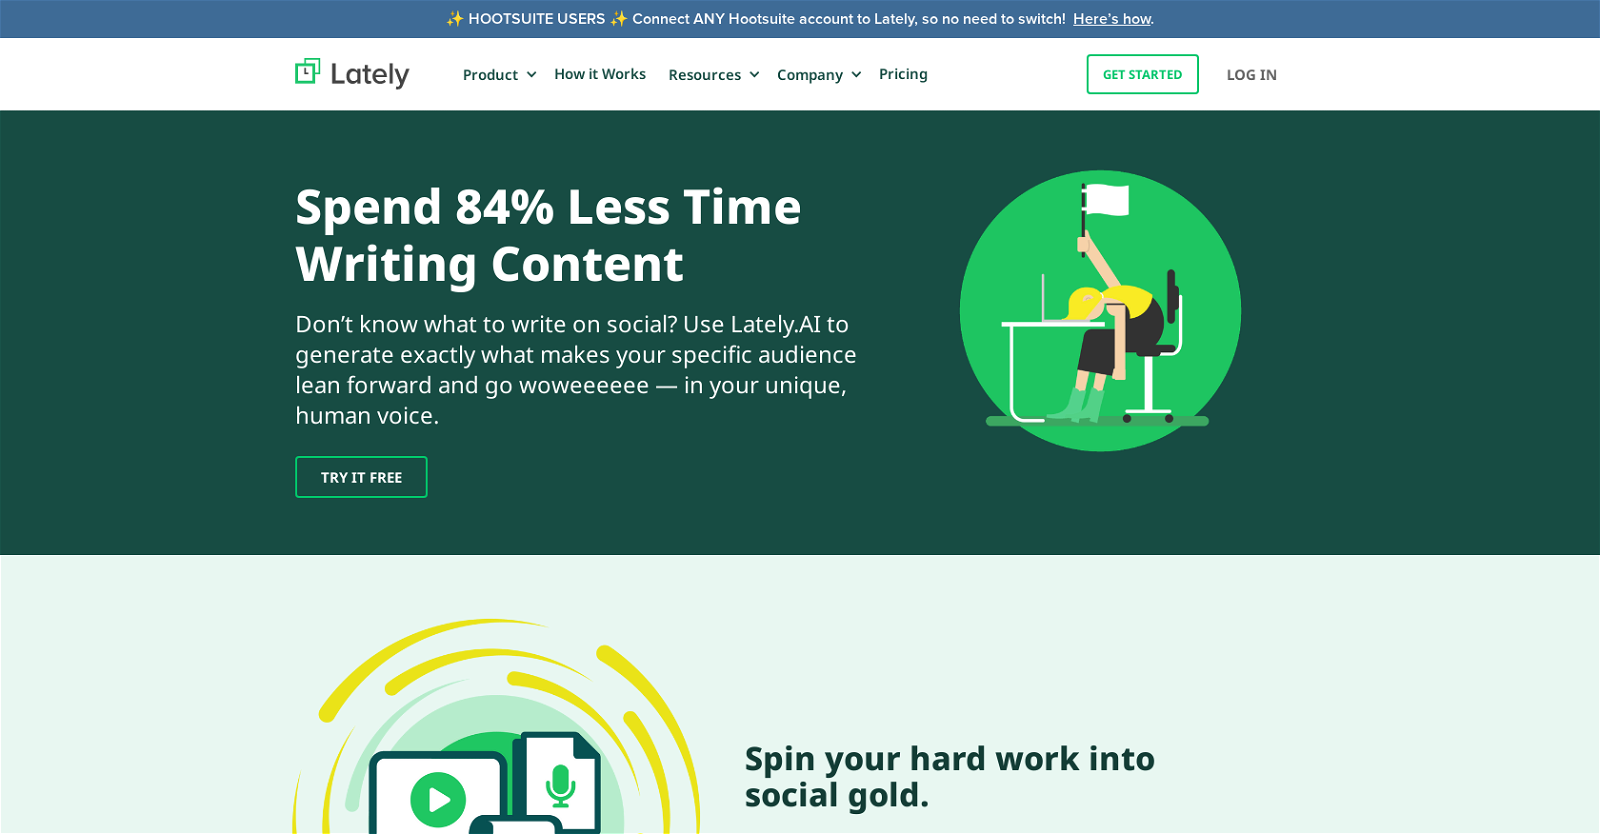 ✨ HOOTSUITE USERS ✨ Connect ANY Hootsuite account to Lately, so no need to switch! Here's how.
Lately
Product How it Works Resources Company Pricing GET STARTED LOG IN
Spend 84% Less Time
Writing Content
Don’t know what to write on social? Use Lately.AI to
generate exactly what makes your specific audience
lean forward and go woweeeeee — in your unique,
human voice.
TRY IT FREE
Spin your hard work into
social gold.